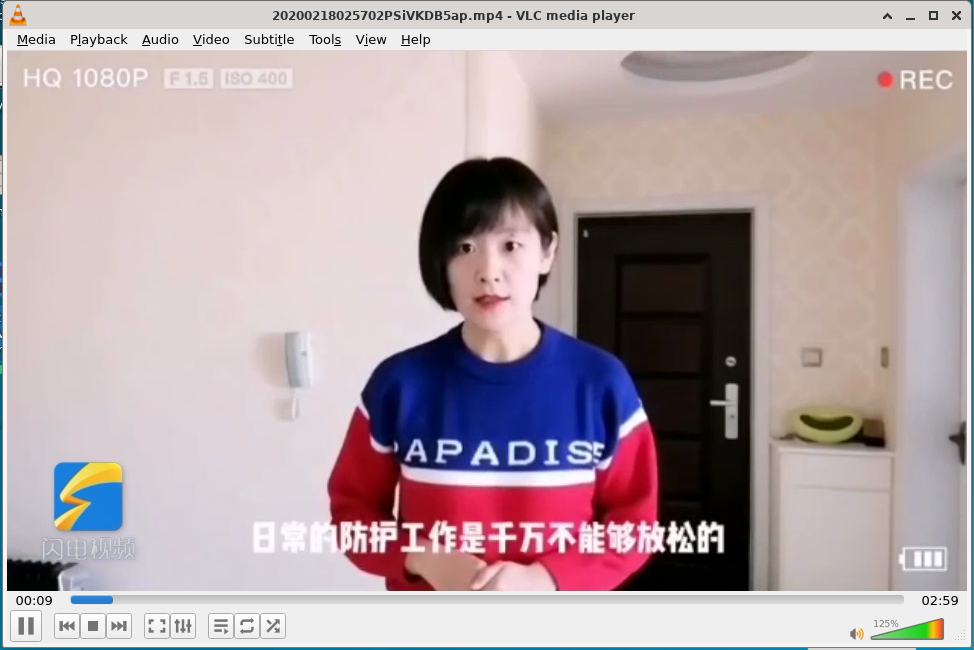 20200218025702PSiVKDB5ap.mp4 - VLC media player
Media Playback Audio Video Subtitle Tools View Help
HQ 1080P F 1.5 ISO 400
REC
APADIS
日常的防护工作是千万不能够放松的
闪电视频
00:09
02:59
125%